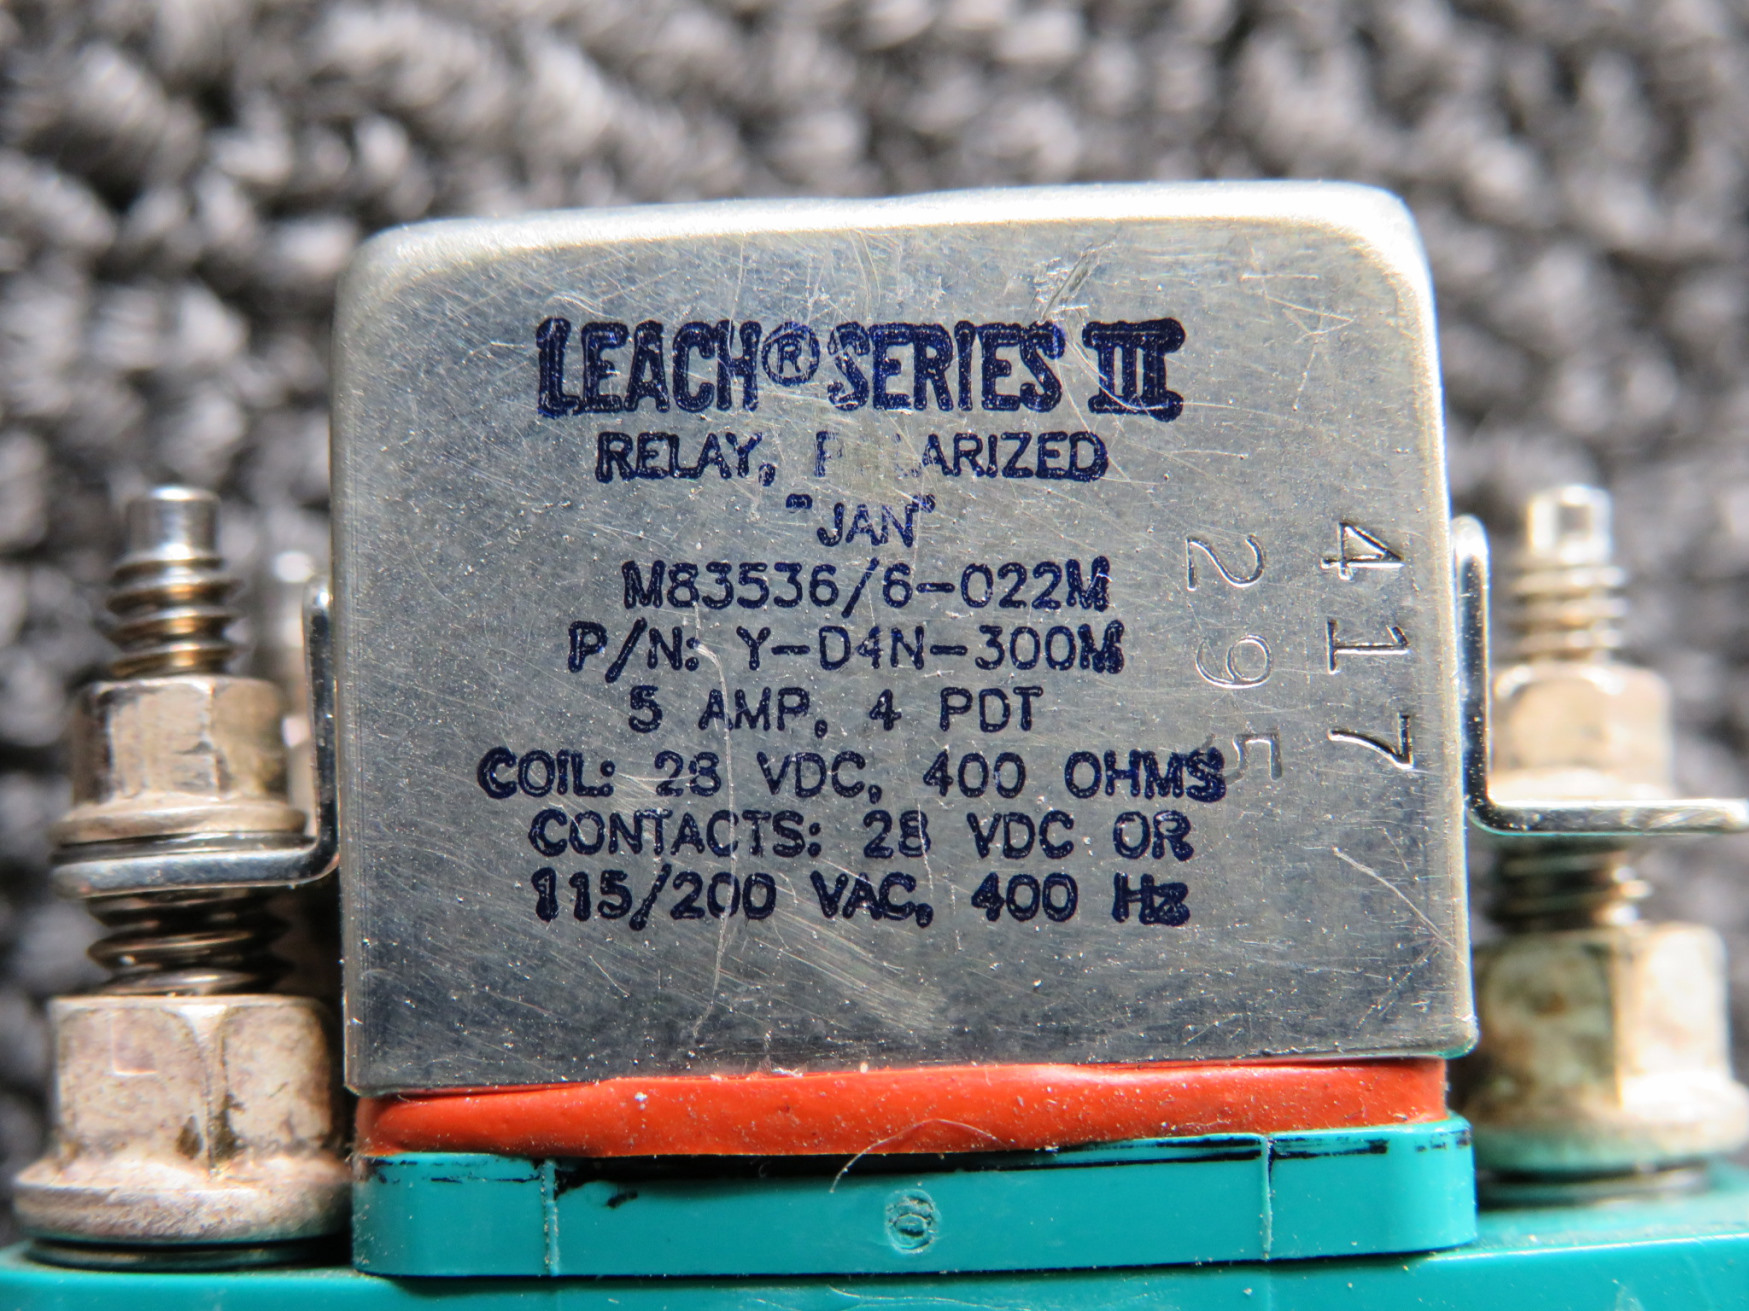 LEACH® SERIES III
RELAY, P LARIZED
"JAN"
M83536/6-022M
P/N: Y-D4N-300M
5 AMP, 4 PDT
COIL: 28 VDC, 400 OHMS
CONTACTS: 28 VDC OR
115/200 VAC, 400 Hz
417
295